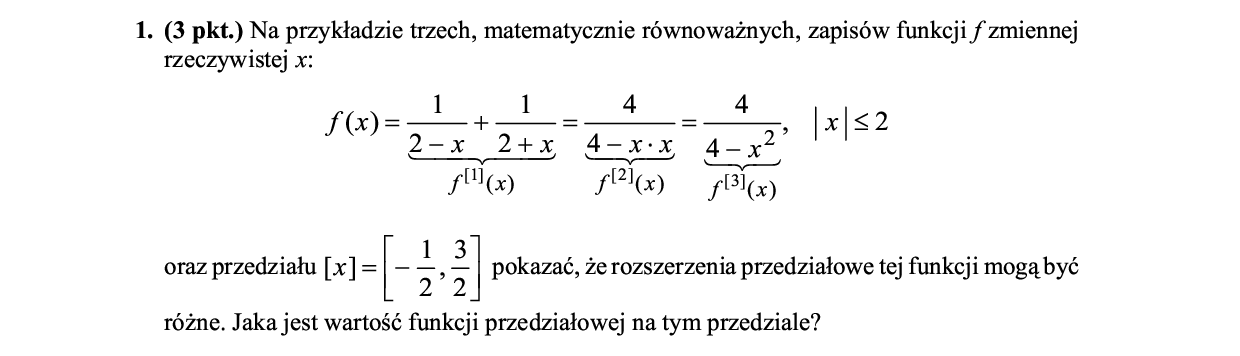 1. (3 pkt.) Na przykładzie trzech, matematycznie równoważnych, zapisów funkcji f zmiennej
rzeczywistej x:
f(x) = \underbrace{\frac{1}{2-x} + \frac{1}{2+x}}_{f^{[1]}(x)} = \underbrace{\frac{4}{4-x \cdot x}}_{f^{[2]}(x)} = \underbrace{\frac{4}{4-x^2}}_{f^{[3]}(x)}, |x| ≤ 2
oraz przedziału [x] = \left[-\frac{1}{2}, \frac{3}{2}\right] pokazać, że rozszerzenia przedziałowe tej funkcji mogą być
różne. Jaka jest wartość funkcji przedziałowej na tym przedziale?